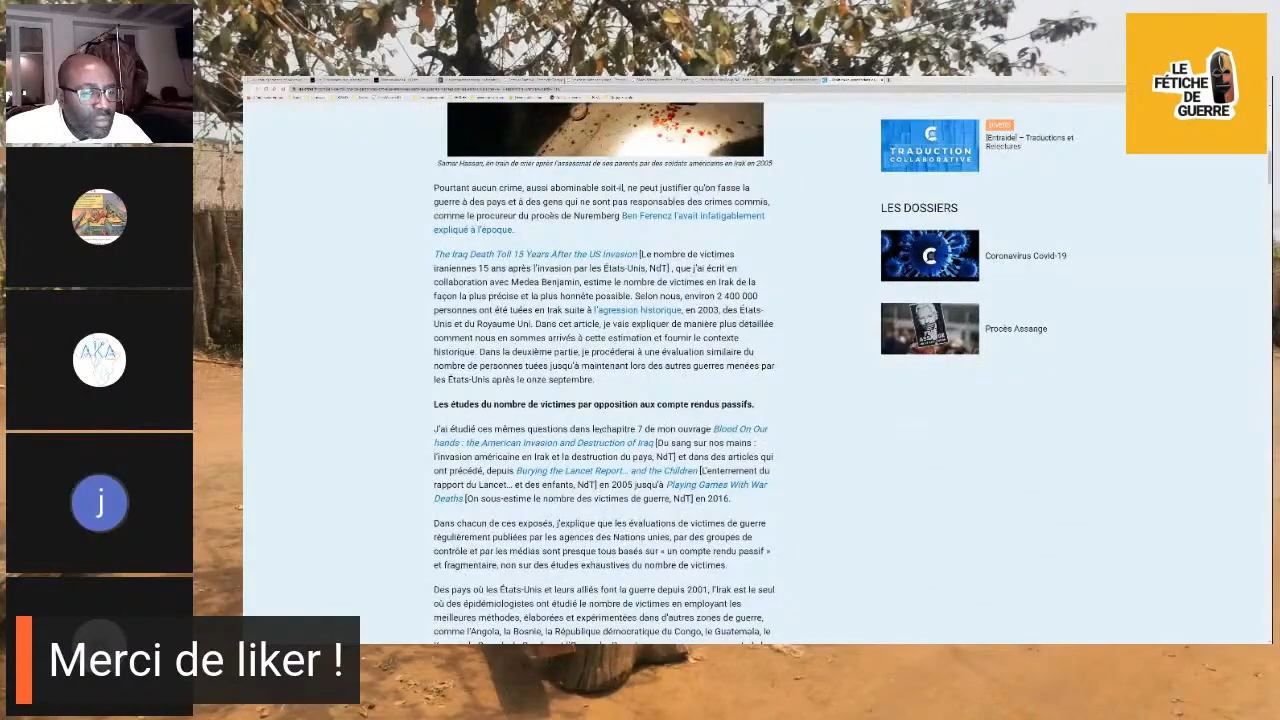 LE
FÉTICHE
DE
GUERRE
AKA
j
Merci de liker !
Samar Hassan, en train de crier après l'assassinat de ses parents par des soldats américains en Irak en 2005
Pourtant aucun crime, aussi abominable soit-il, ne peut justifier qu'on fasse la
guerre à des pays et à des gens qui ne sont pas responsables des crimes commis,
comme le procureur du procès de Nuremberg Ben Ferencz l'avait infatigablement
expliqué à l'époque.
The Iraq Death Toll 15 Years After the US Invasion [Le nombre de victimes
iraniennes 15 ans après l'invasion par les États-Unis, NdT] , que j'ai écrit en
collaboration avec Medea Benjamin, estime le nombre de victimes en Irak de la
façon la plus précise et la plus honnête possible. Selon nous, environ 2 400 000
personnes ont été tuées en Irak suite à l'agression historique, en 2003, des États-
Unis et du Royaume Uni. Dans cet article, je vais expliquer de manière plus détaillée
comment nous en sommes arrivés à cette estimation et fournir le contexte
historique. Dans la deuxième partie, je procéderai à une évaluation similaire du
nombre de personnes tuées jusqu'à maintenant lors des autres guerres menées par
les États-Unis après le onze septembre.
Les études du nombre de victimes par opposition aux compte rendus passifs.
J'ai étudié ces mêmes questions dans le chapitre 7 de mon ouvrage Blood On Our
hands : the American Invasion and Destruction of Iraq [Du sang sur nos mains :
l'invasion américaine en Irak et la destruction du pays, NdT] et dans des articles qui
ont précédé, depuis Burying the Lancet Report... and the Children [L'enterrement du
rapport du Lancet... et des enfants, NdT] en 2005 jusqu'à Playing Games With War
Deaths [On sous-estime le nombre des victimes de guerre, NdT] en 2016.
Dans chacun de ces exposés, j'explique que les évaluations de victimes de guerre
régulièrement publiées par les agences des Nations unies, par des groupes de
contrôle et par les médias sont presque tous basés sur « un compte rendu passif »
et fragmentaire, non sur des études exhaustives du nombre de victimes.
Des pays où les États-Unis et leurs alliés font la guerre depuis 2001, l'Irak est le seul
où des épidémiologistes ont étudié le nombre de victimes en employant les
meilleures méthodes, élaborées et expérimentées dans d'autres zones de guerre,
comme l'Angola, la Bosnie, la République démocratique du Congo, le Guatemala, le
TRADUCTION
COLLABORATIVE
Divers
[Entraide] – Traductions et
Relectures
LES DOSSIERS
Coronavirus Covid-19
Procès Assange